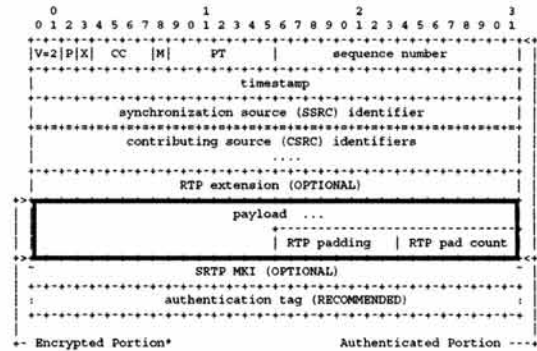 0 1 2 3
0 1 2 3 4 5 6 7 8 9 0 1 2 3 4 5 6 7 8 9 0 1 2 3 4 5 6 7 8 9 0 1
V=2 P X CC M PT sequence number
timestamp
synchronization source (SSRC) identifier
contributing source (CSRC) identifiers
....
RTP extension (OPTIONAL)
payload ...
RTP padding RTP pad count
SRTP MKI (OPTIONAL)
authentication tag (RECOMMENDED)
Encrypted Portion* Authenticated Portion